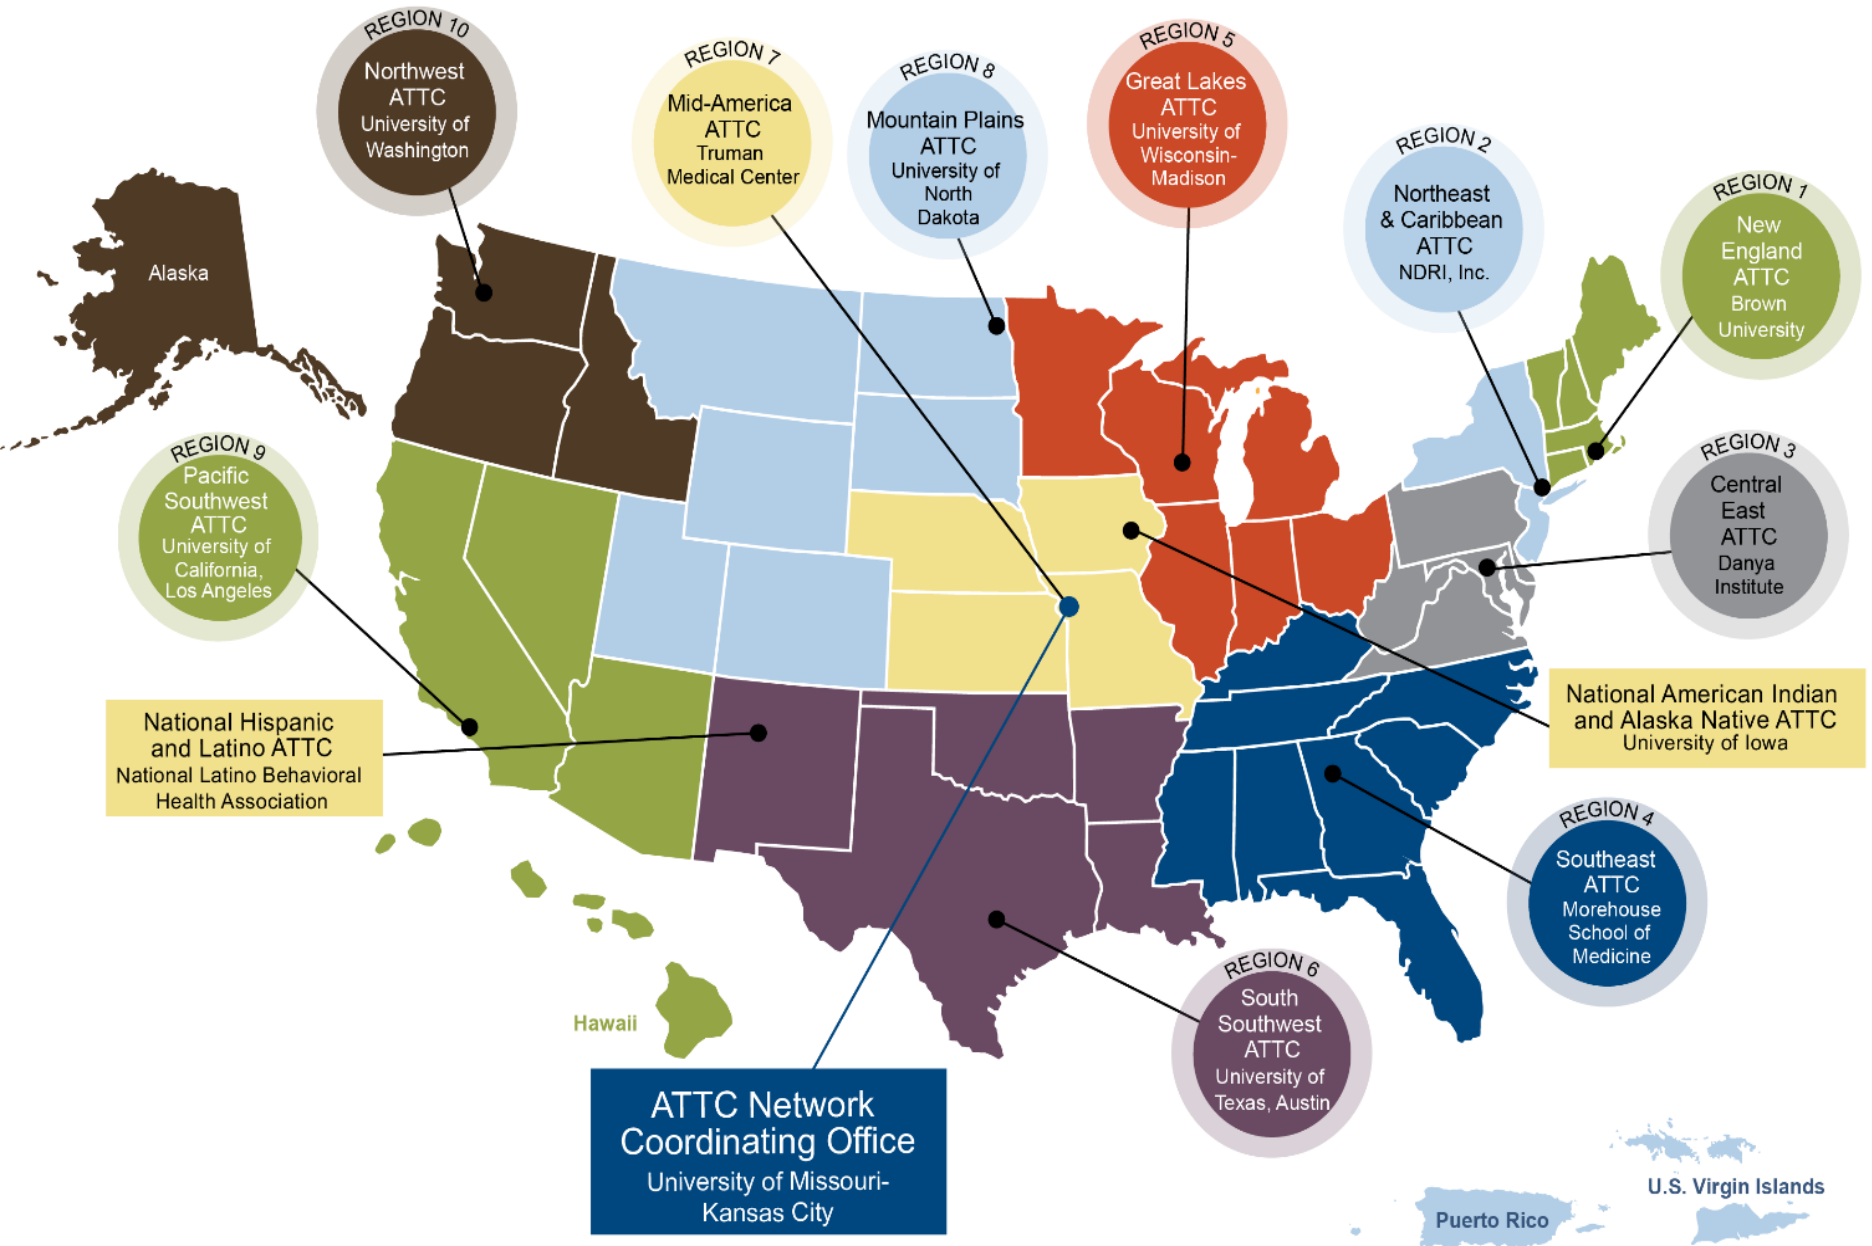 REGION 10
Northwest
ATTC
University of
Washington
REGION 7
Mid-America
ATTC
Truman
Medical Center
REGION 8
Mountain Plains
ATTC
University of
North
Dakota
REGION 5
Great Lakes
ATTC
University of
Wisconsin-
Madison
REGION 2
Northeast
& Caribbean
ATTC
NDRI, Inc.
REGION 1
New
England
ATTC
Brown
University
Alaska
REGION 9
Pacific
Southwest
ATTC
University of
California,
Los Angeles
REGION 3
Central
East
ATTC
Danya
Institute
National Hispanic
and Latino ATTC
National Latino Behavioral
Health Association
National American Indian
and Alaska Native ATTC
University of Iowa
REGION 4
Southeast
ATTC
Morehouse
School of
Medicine
REGION 6
South
Southwest
ATTC
University of
Texas, Austin
Hawaii
ATTC Network
Coordinating Office
University of Missouri-
Kansas City
U.S. Virgin Islands
Puerto Rico